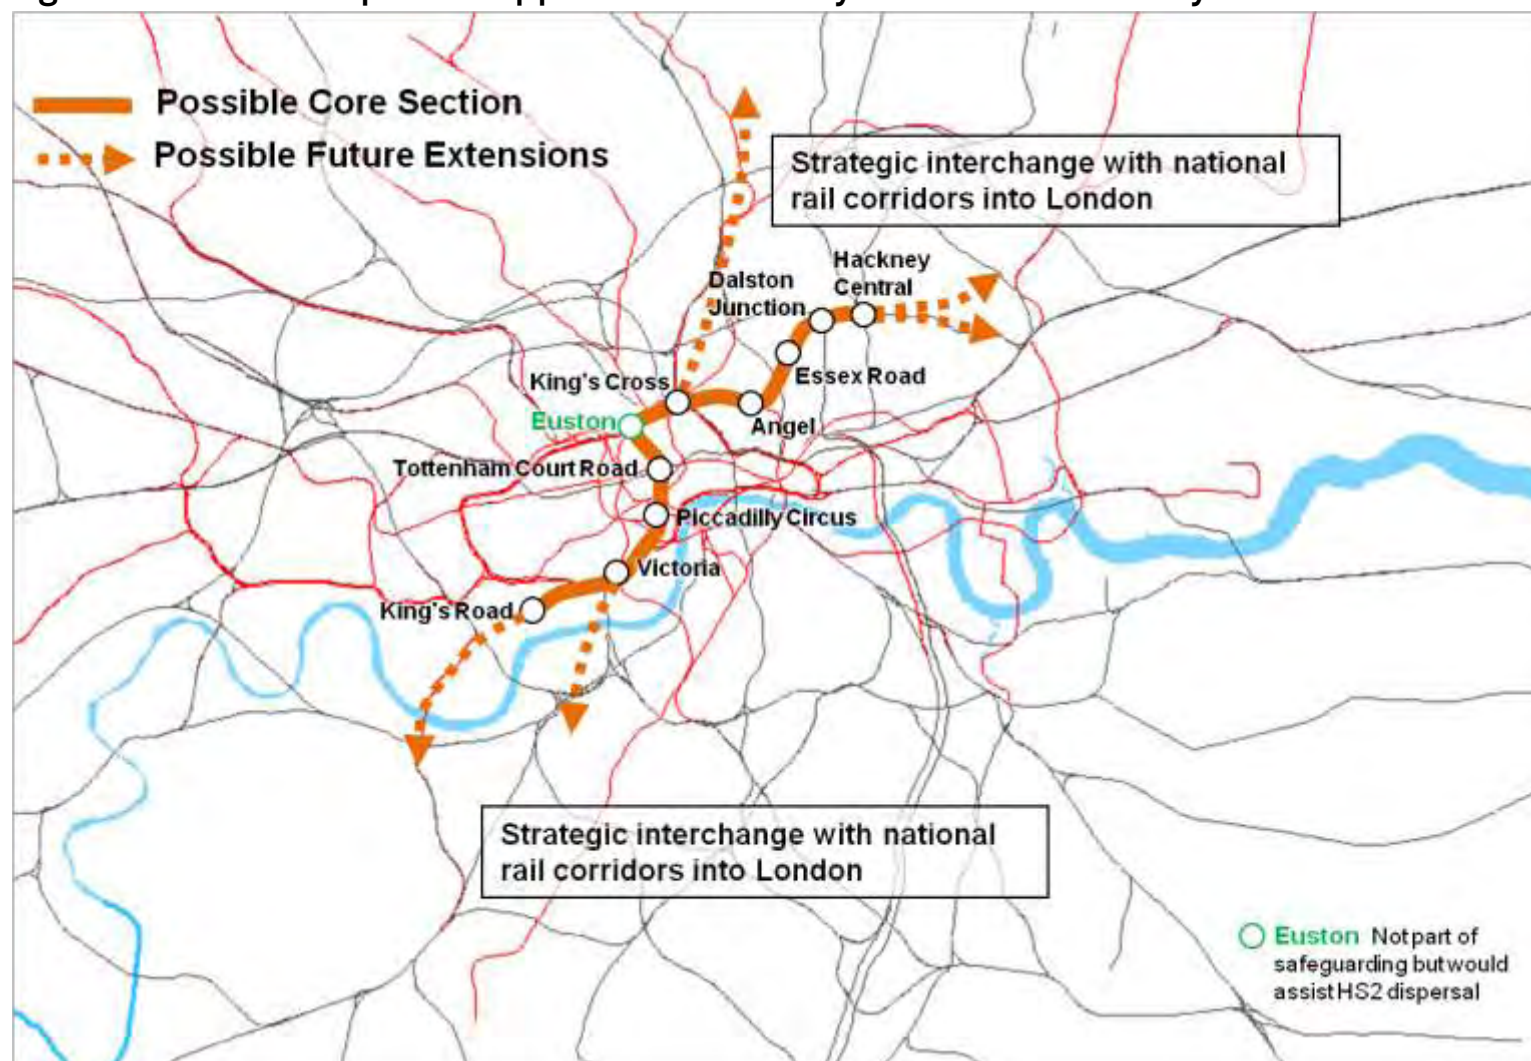 Possible Core Section
Possible Future Extensions
Strategic interchange with national
rail corridors into London
Hackney
Central
Dalston
Junction
King's Cross
Essex Road
Euston
Angel
Tottenham Court Road
Piccadilly Circus
Victoria
King's Road
Strategic interchange with national
rail corridors into London
Euston Not part of
safeguarding but would
assist HS2 dispersal